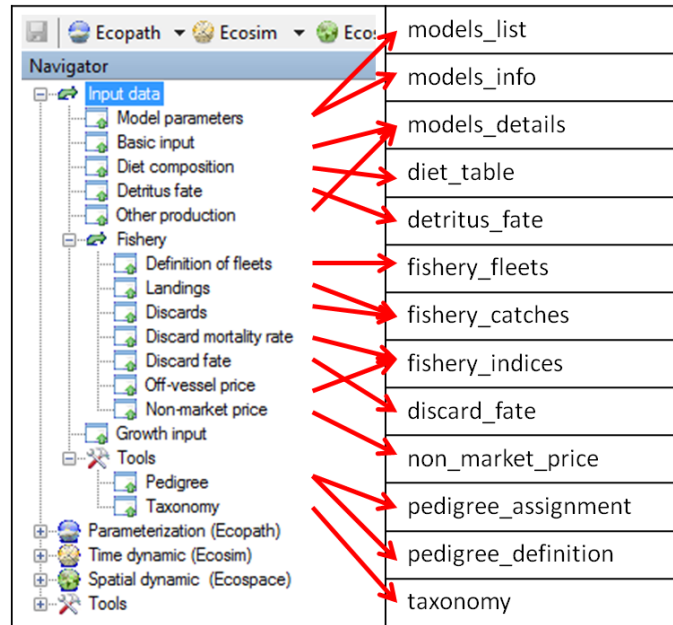 Ecopath Ecosim Ecos
Navigator
Input data
Model parameters
Basic input
Diet composition
Detritus fate
Other production
Fishery
Definition of fleets
Landings
Discards
Discard mortality rate
Discard fate
Off-vessel price
Non-market price
Growth input
Tools
Pedigree
Taxonomy
Parameterization (Ecopath)
Time dynamic (Ecosim)
Spatial dynamic (Ecospace)
Tools
models_list
models_info
models_details
diet_table
detritus_fate
fishery_fleets
fishery_catches
fishery_indices
discard_fate
non_market_price
pedigree_assignment
pedigree_definition
taxonomy